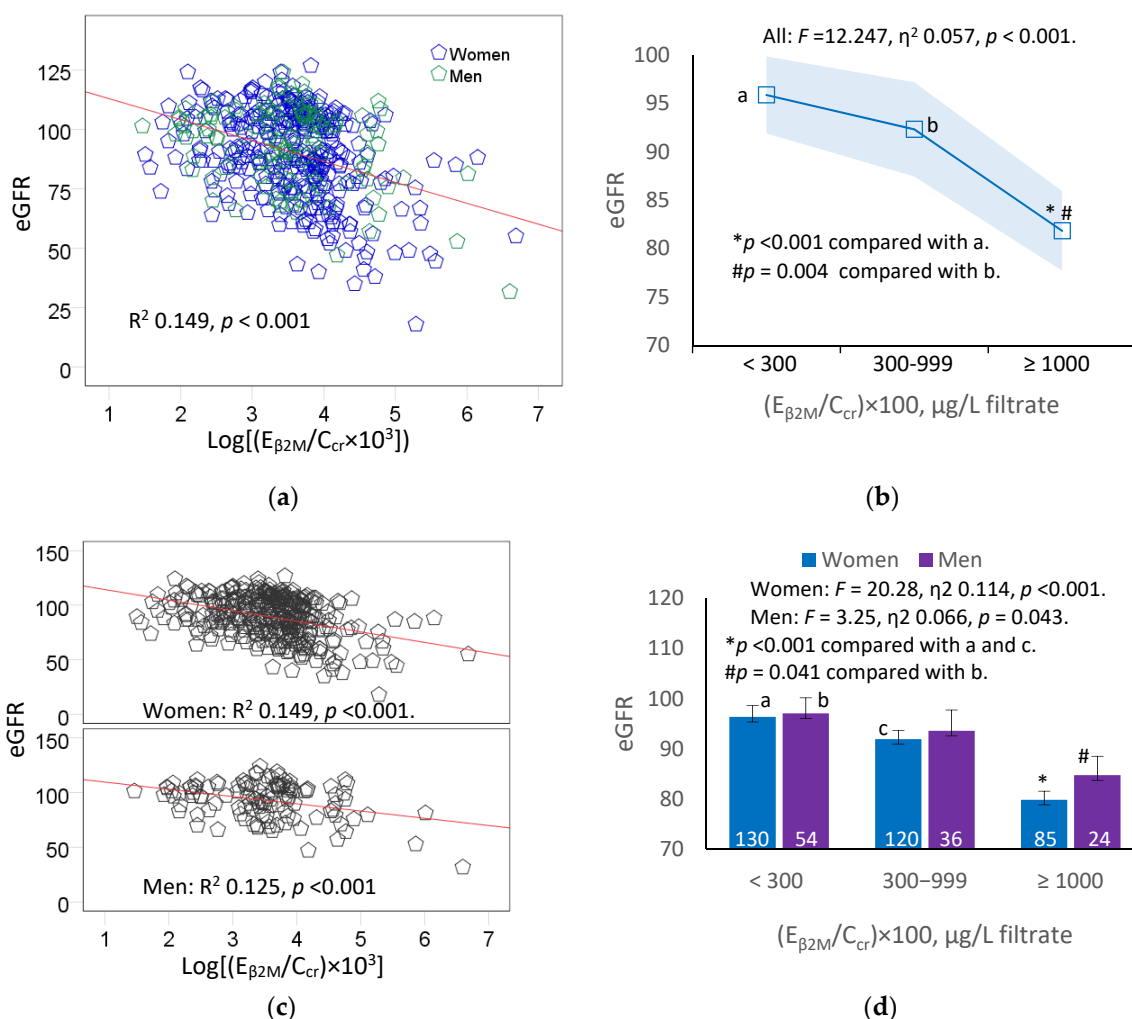 Women
Men
125
100
75
50
25
0
eGFR
R² 0.149, p < 0.001
1 2 3 4 5 6 7
Log[(Eβ2M/Ccr×10³])
(a)
All: F =12.247, η² 0.057, p < 0.001.
100
95
90
85
80
75
70
eGFR
a
b
* #
*p <0.001 compared with a.
#p = 0.004 compared with b.
< 300 300-999 ≥ 1000
(Eβ2M/Ccr)×100, µg/L filtrate
(b)
150
100
50
0
Women: R² 0.149, p <0.001.
eGFR
150
100
50
0
Men: R² 0.125, p <0.001
1 2 3 4 5 6 7
Log[(Eβ2M/Ccr)×10³]
(c)
Women Men
Women: F = 20.28, η2 0.114, p <0.001.
Men: F = 3.25, η2 0.066, p = 0.043.
*p <0.001 compared with a and c.
#p = 0.041 compared with b.
120
110
100
90
80
70
eGFR
a b
c
* #
130 54 120 36 85 24
< 300 300−999 ≥ 1000
(Eβ2M/Ccr)×100, µg/L filtrate
(d)